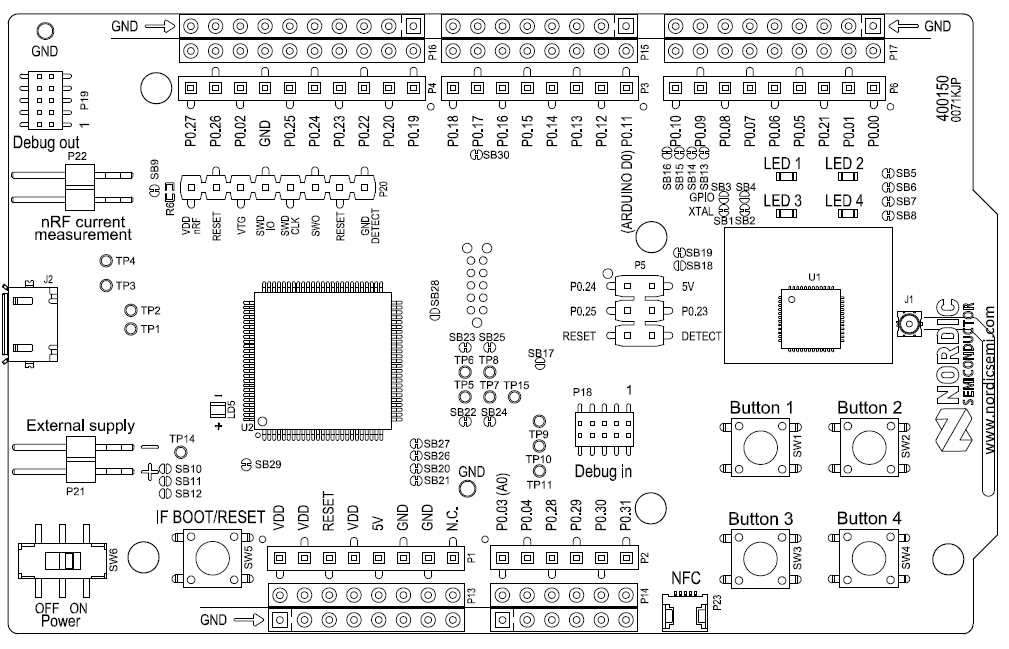 GND
GND
GND
P16
P15
P17
P4
P3
P6
P19
1
Debug out
P22
400150
0071KJP
P0.27
P0.26
P0.02
GND
P0.25
P0.24
P0.23
P0.22
P0.20
P0.19
P0.18
P0.17
P0.16
P0.15
P0.14
P0.13
P0.12
P0.11
(ARDUINO D0)
P0.10
P0.09
P0.08
P0.07
P0.06
P0.05
P0.21
P0.01
P0.00
SB30
SB9
R6
P20
VDD nRF
RESET
VTG
SWD IO
SWD CLK
SWO
RESET
GND DETECT
SB16
SB15
SB14
SB13
LED 1
LED 2
LED 3
LED 4
SB3
SB4
GPIO
XTAL
SB1
SB2
SB5
SB6
SB7
SB8
nRF current
measurement
TP4
TP3
TP2
TP1
J2
SB19
SB18
P5
P0.24
5V
P0.25
P0.23
RESET
DETECT
U1
J1
NORDIC
SEMICONDUCTOR
www.nordicsemi.com
SB28
SB23
SB25
TP6
TP8
TP5
TP7
TP15
SB22
SB24
SB17
P18
1
TP9
TP10
TP11
Debug in
LD5
U2
External supply
P21
TP14
SB10
SB11
SB12
SB29
SB27
SB26
SB20
SB21
GND
Button 1
SW1
Button 2
SW2
Button 3
SW3
Button 4
SW4
IF BOOT/RESET
SW5
SW6
OFF ON
Power
VDD
VDD
RESET
VDD
5V
GND
GND
N.C.
P0.03 (A0)
P0.04
P0.28
P0.29
P0.30
P0.31
P1
P2
P13
P14
GND
NFC
P23